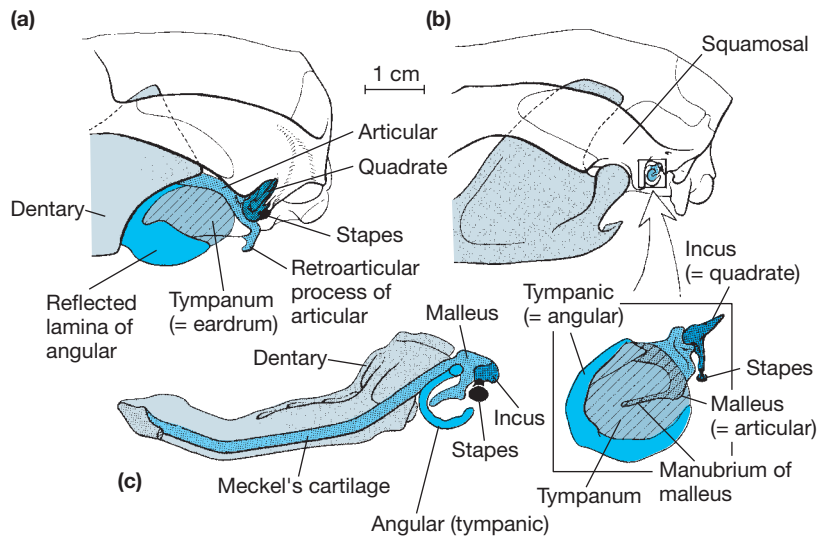 (a)
(b)
Squamosal
1 cm
Articular
Quadrate
Dentary
Stapes
Incus
(= quadrate)
Reflected
lamina of
angular
Tympanum
(= eardrum)
Retroarticular
process of
articular
Tympanic
(= angular)
Malleus
Dentary
Stapes
Incus
Malleus
(= articular)
Stapes
Manubrium of
malleus
(c)
Meckel's cartilage
Tympanum
Angular (tympanic)